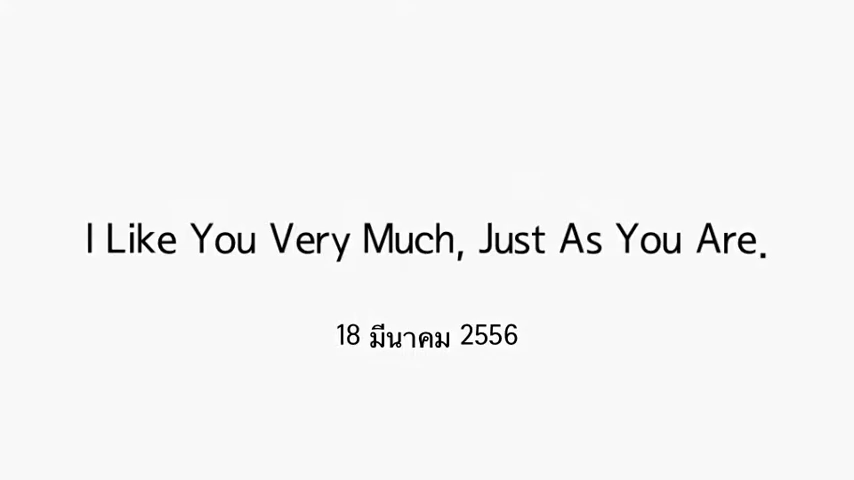 I Like You Very Much, Just As You Are.
18 มีนาคม 2556